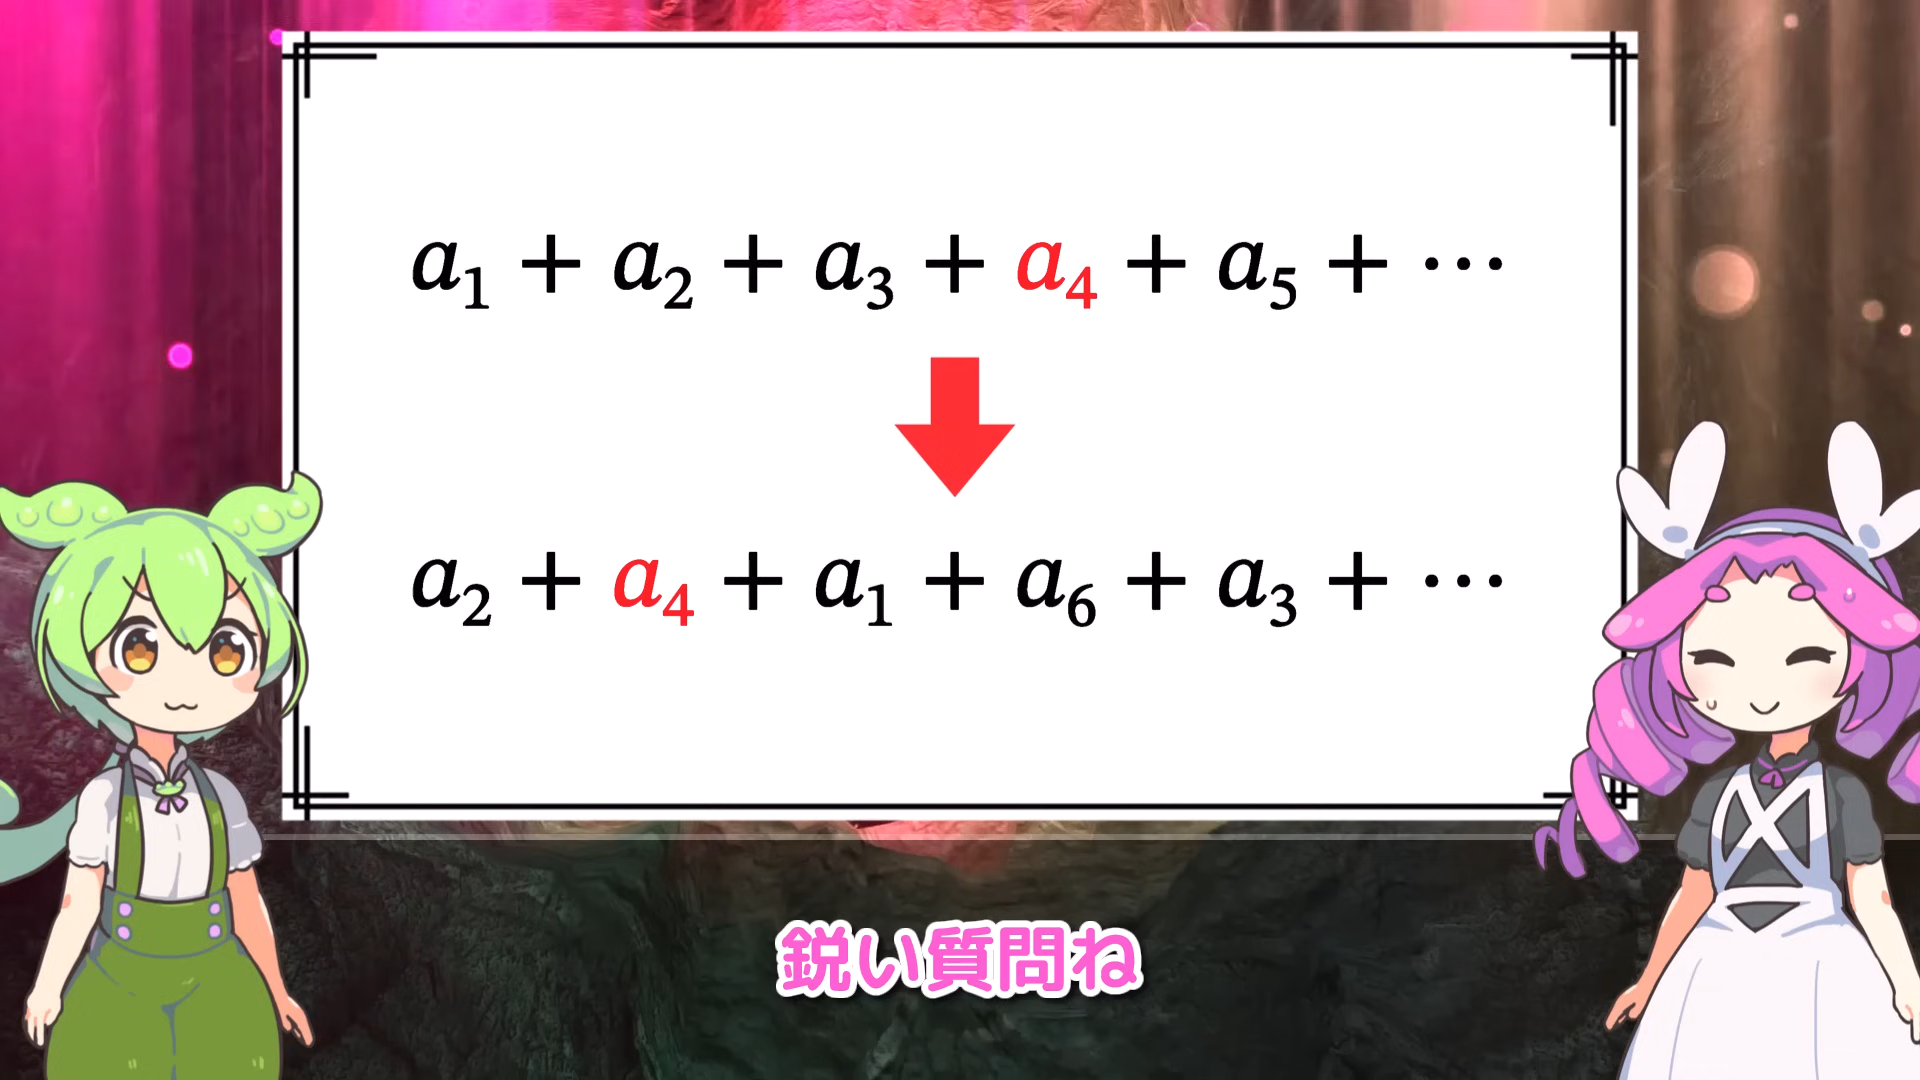 a₁ + a₂ + a₃ + a₄ + a₅ + ⋯
a₂ + a₄ + a₁ + a₆ + a₃ + ⋯
鋭い質問ね